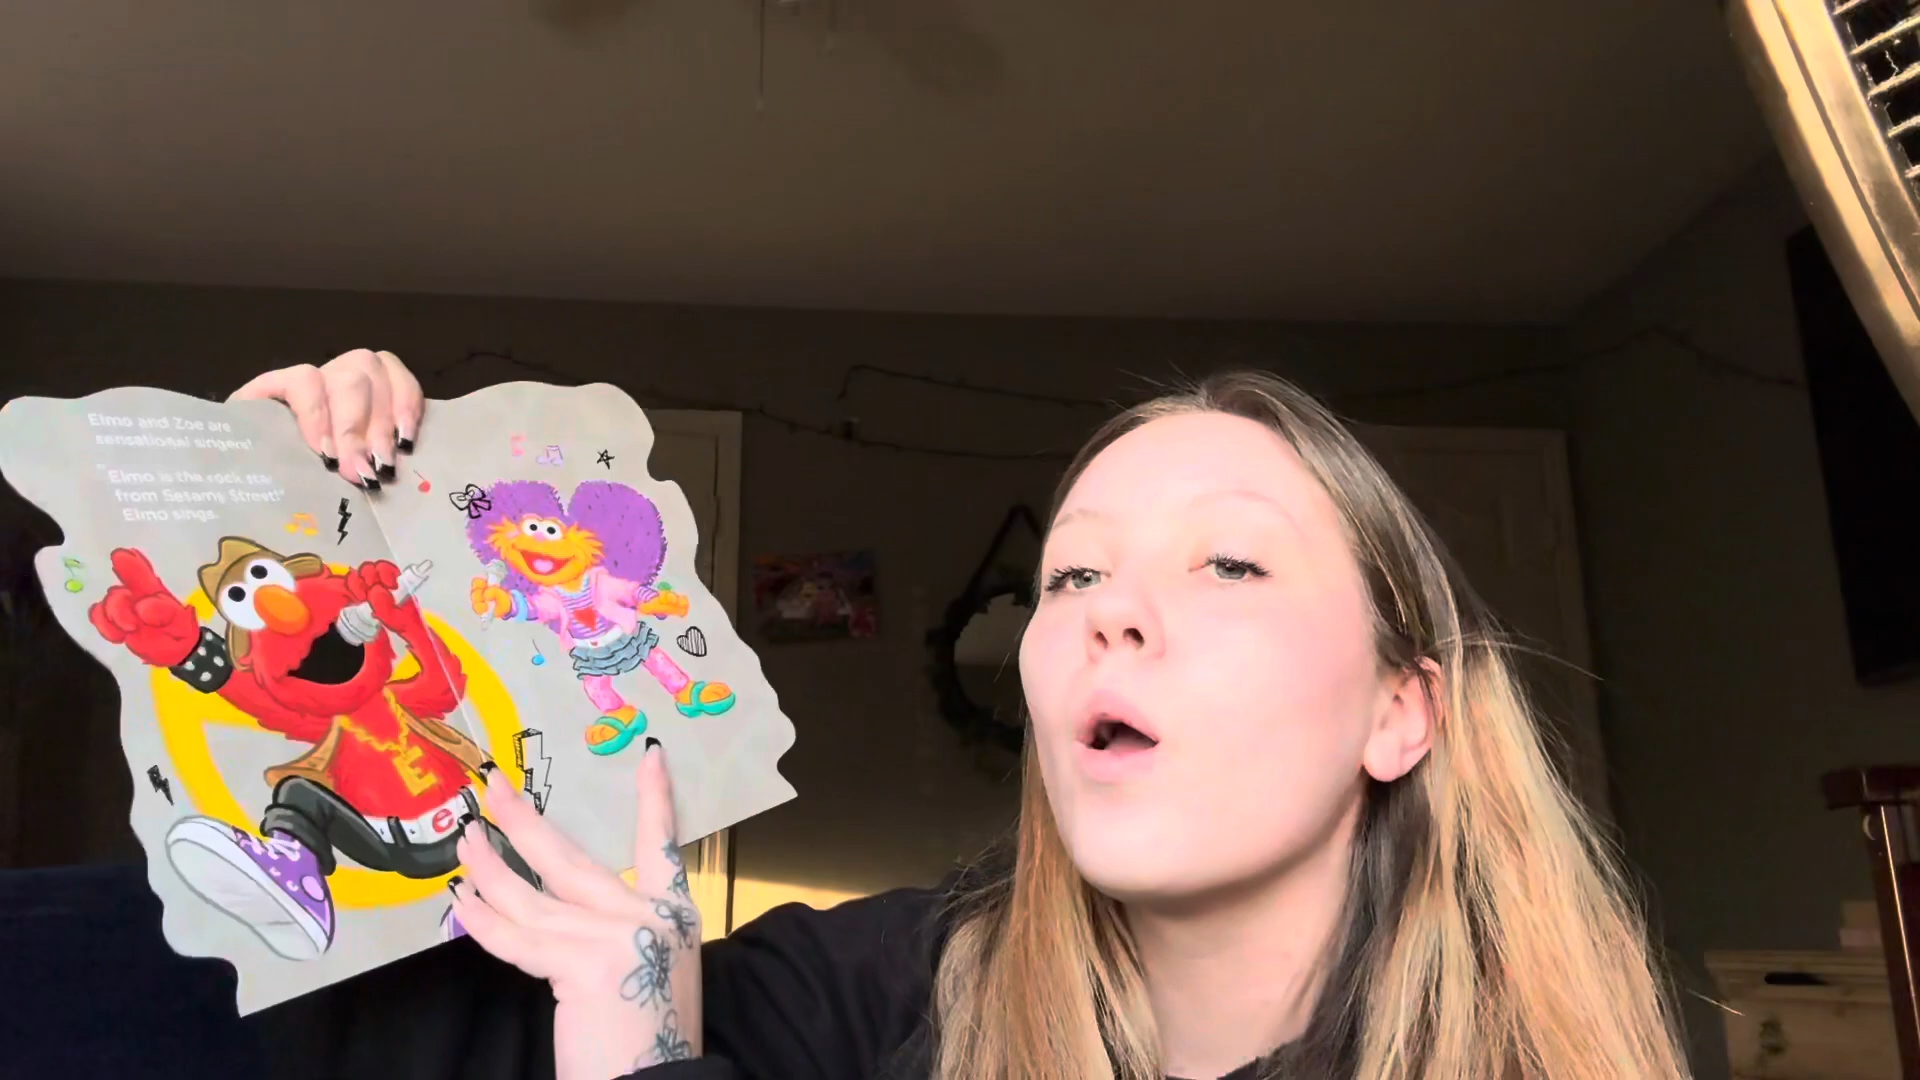 Elmo and Zoe are
sensational singers!
"Elmo is the rock star
from Sesame Street!"
Elmo sings.
E
e